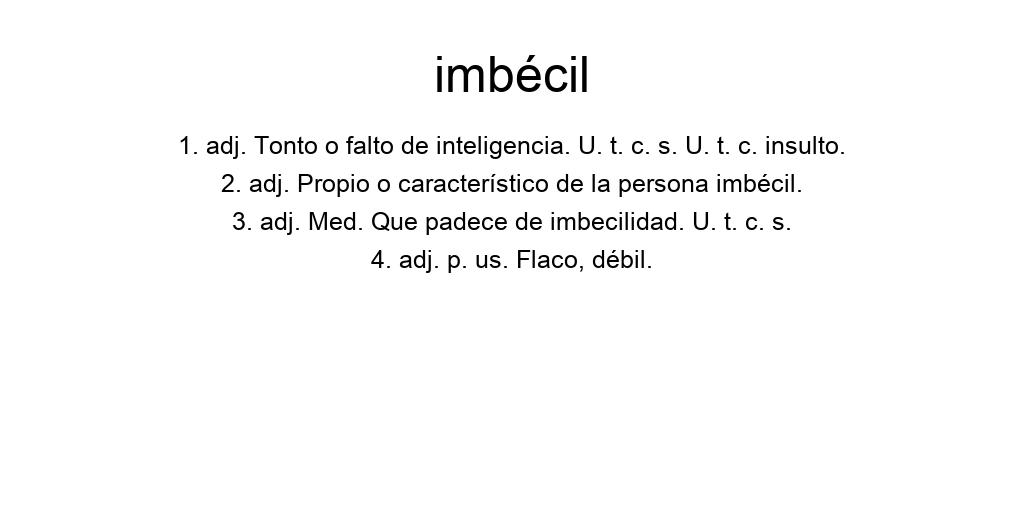 imbécil
1. adj. Tonto o falto de inteligencia. U. t. c. s. U. t. c. insulto.
2. adj. Propio o característico de la persona imbécil.
3. adj. Med. Que padece de imbecilidad. U. t. c. s.
4. adj. p. us. Flaco, débil.